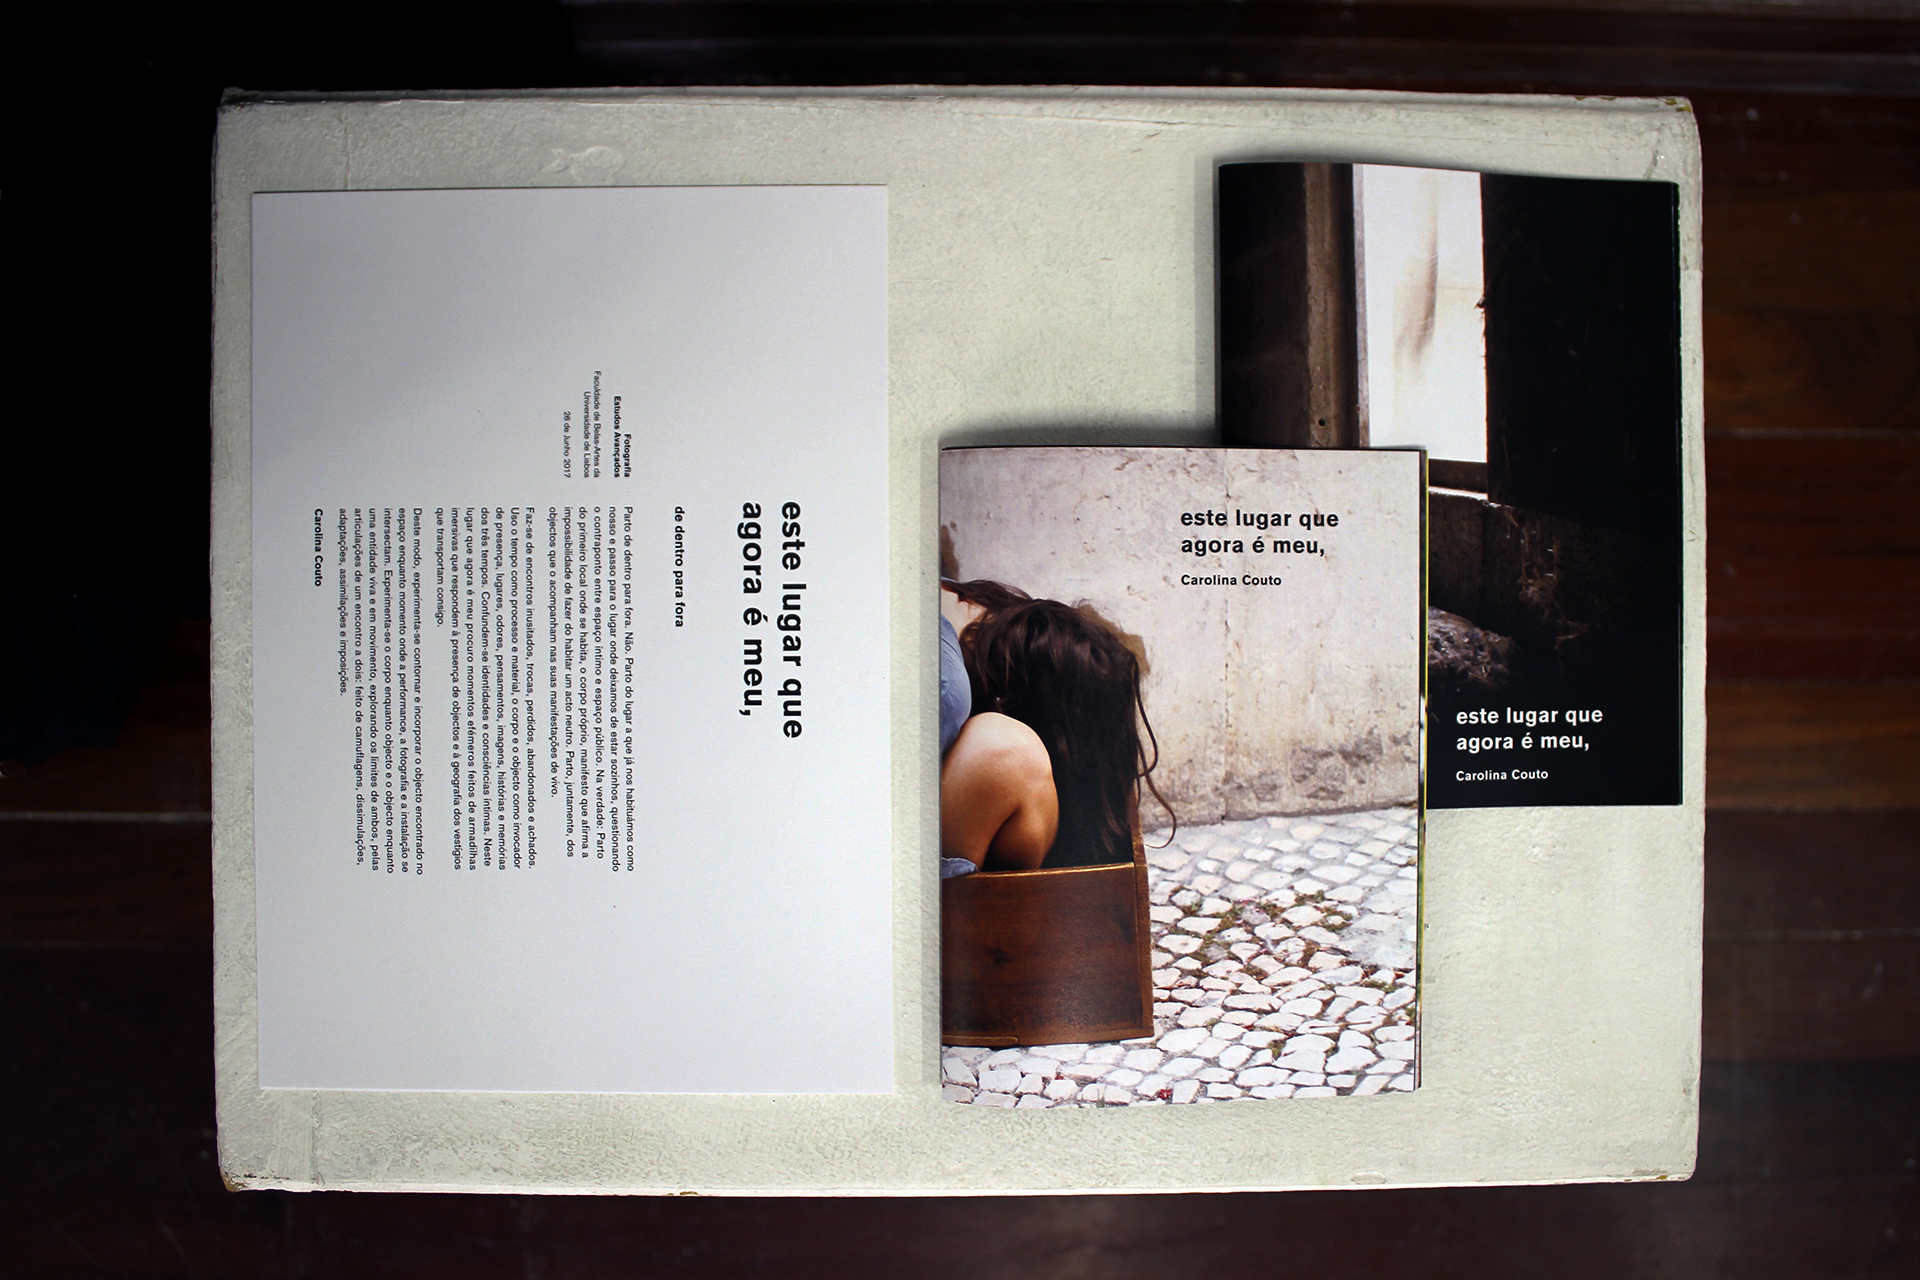 este lugar que
agora é meu,
de dentro para fora
Fotografia
Estudos Avançados
Faculdade de Belas-Artes da
Universidade de Lisboa
26 de Junho 2017
Parto de dentro para fora. Não. Parto do lugar a que já nos habituámos como
nosso e passo para o lugar onde deixamos de estar sozinhos, questionando
o contraponto entre espaço íntimo e espaço público. Na verdade: Parto
do primeiro local onde se habita, o corpo próprio, manifesto que afirma a
impossibilidade de fazer do habitar um acto neutro. Parto, juntamente, dos
objectos que o acompanham nas suas manifestações de vivo.
Faz-se de encontros inusitados, trocas, perdidos, abandonados e achados.
Uso o tempo como processo e material, o corpo e o objecto como invocador
de presença, lugares, odores, pensamentos, imagens, histórias e memórias
dos três tempos. Confundem-se identidades e consciências íntimas. Neste
lugar que agora é meu procuro momentos efémeros feitos de armadilhas
imersivas que respondem à presença de objectos e à geografia dos vestígios
que transportam consigo.
Deste modo, experimenta-se contornar e incorporar o objecto encontrado no
espaço enquanto momento onde a performance, a fotografia e a instalação se
intersectam. Experimenta-se o corpo enquanto objecto e o objecto enquanto
uma entidade viva e em movimento, explorando os limites de ambos, pelas
articulações de um encontro a dois: feito de camuflagens, dissimulações,
adaptações, assimilações e imposições.
Carolina Couto
este lugar que
agora é meu,
Carolina Couto
este lugar que
agora é meu,
Carolina Couto